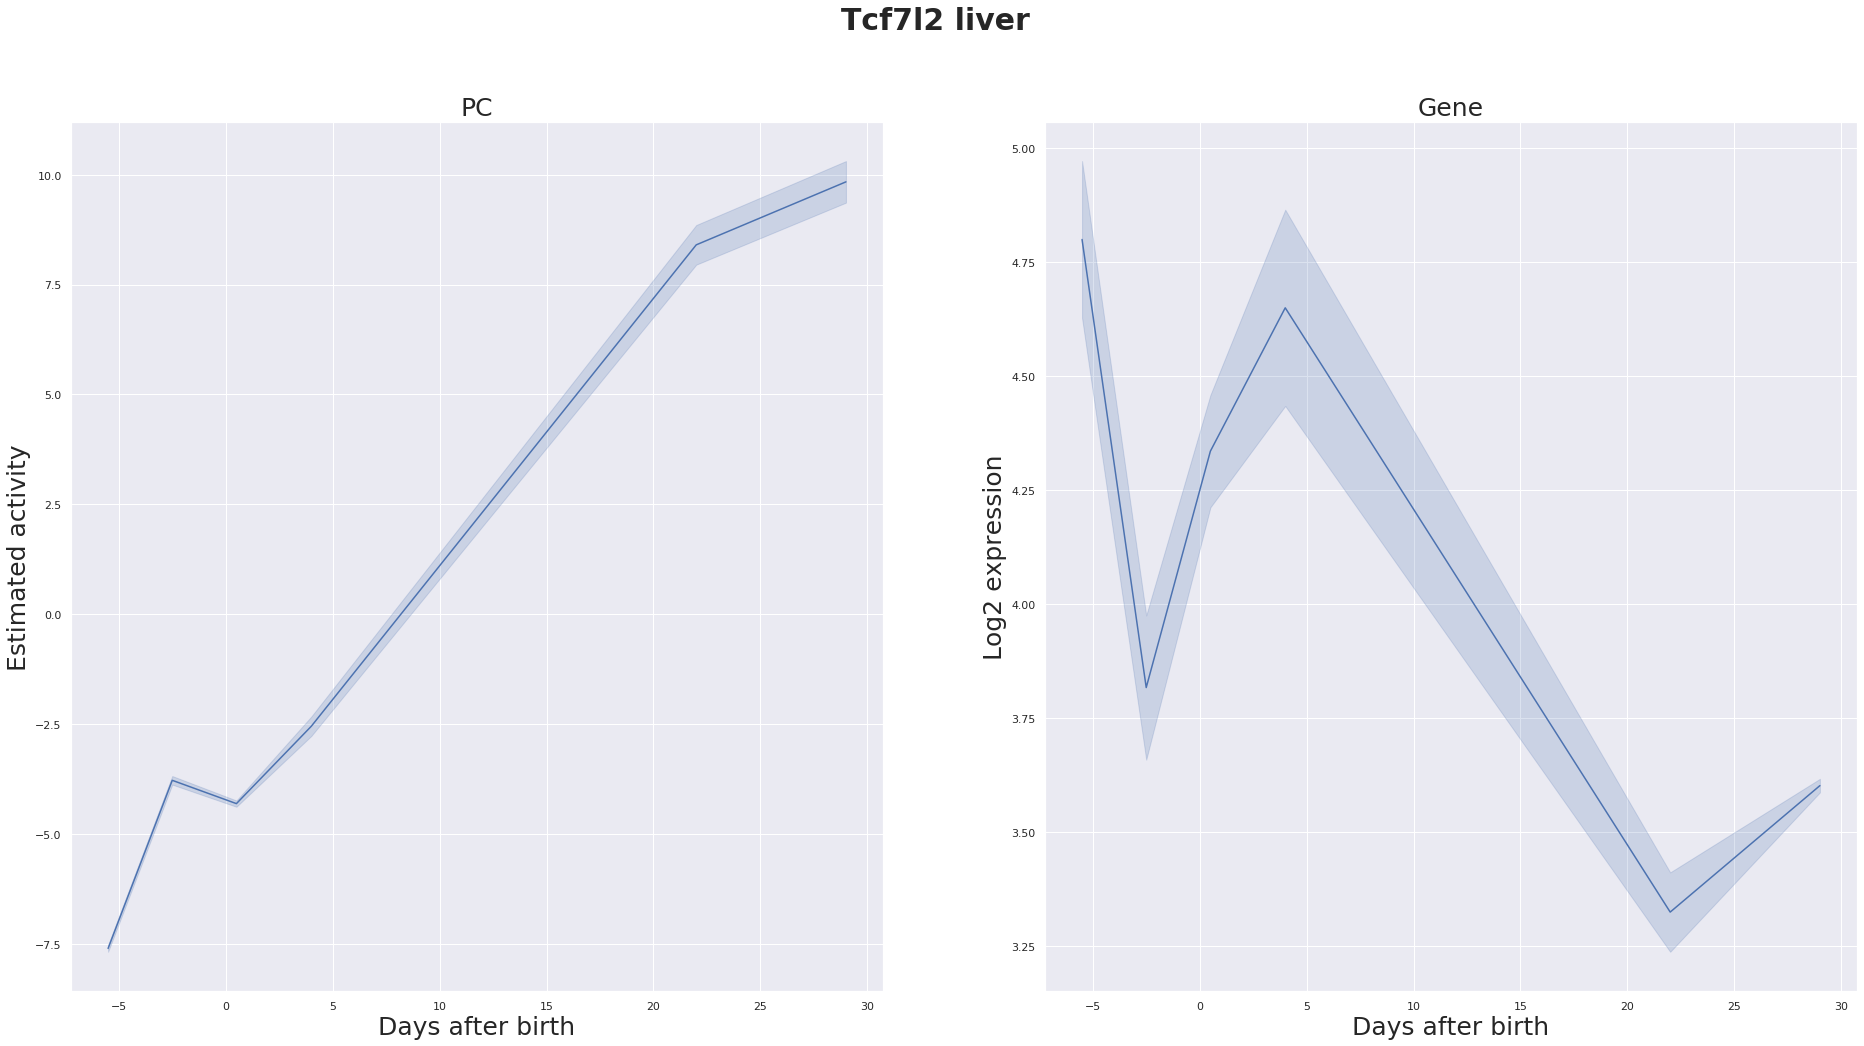 Tcf7l2 liver
PC
Estimated activity
10.0
7.5
5.0
2.5
0.0
−2.5
−5.0
−7.5
−5 0 5 10 15 20 25 30
Days after birth
Gene
Log2 expression
5.00
4.75
4.50
4.25
4.00
3.75
3.50
3.25
−5 0 5 10 15 20 25 30
Days after birth